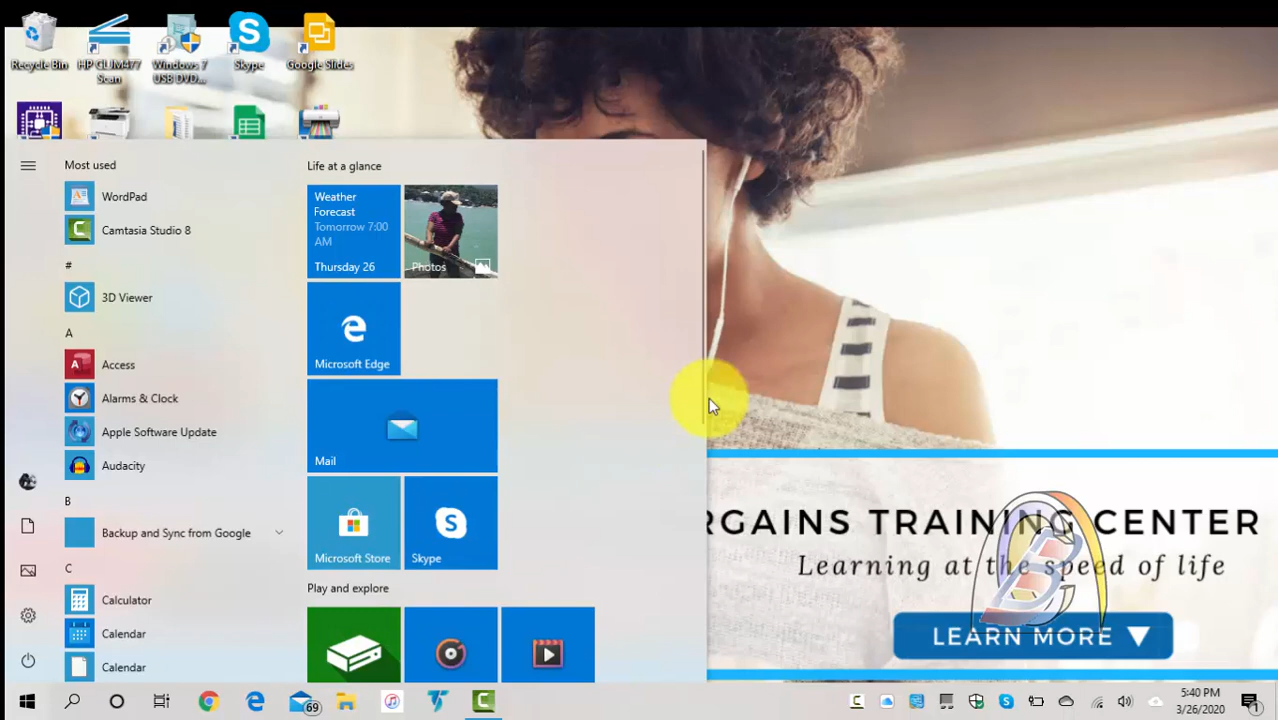 Recycle Bin
HP CLJM477
Scan
Windows 7
USB DVD...
Skype
Google Slides
Most used
WordPad
Camtasia Studio 8
#
3D Viewer
A
Access
Alarms & Clock
Apple Software Update
Audacity
B
Backup and Sync from Google
C
Calculator
Calendar
Calendar
Life at a glance
Weather
Forecast
Tomorrow 7:00
AM
Thursday 26
Photos
Microsoft Edge
Mail
Microsoft Store
Skype
Play and explore
RGAINS TRAINING CENTER
Learning at the speed of life
LEARN MORE
69
5:40 PM
3/26/2020
1